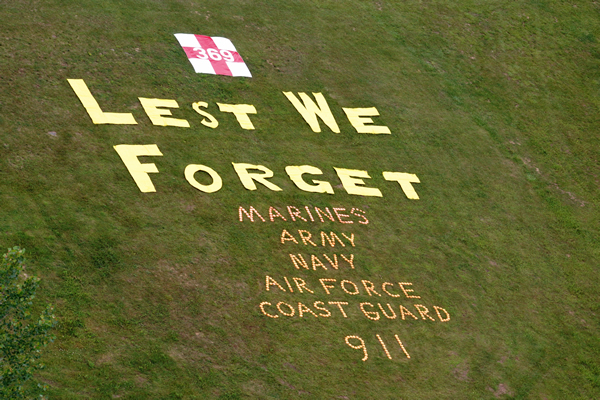 369
LEST WE
FORGET
MARINES
ARMY
NAVY
AIR FORCE
COAST GUARD
911